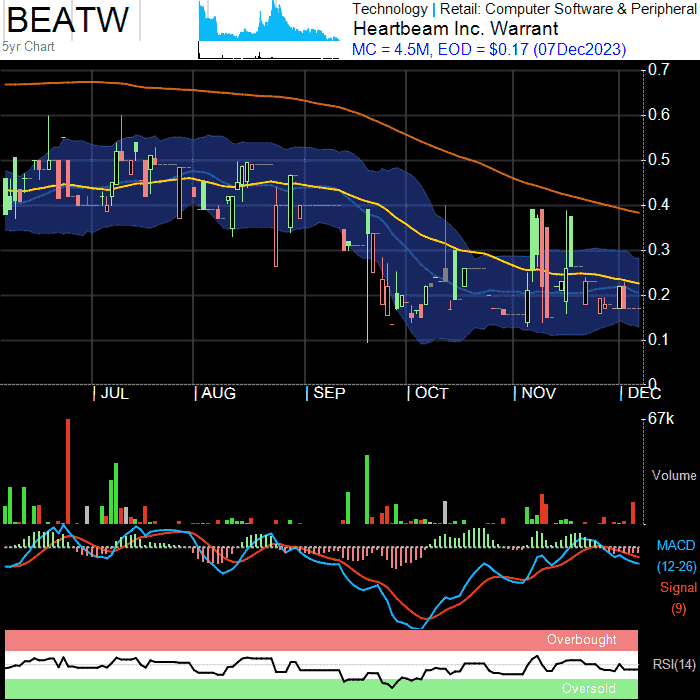 BEATW
5yr Chart
Technology | Retail: Computer Software & Peripheral
Heartbeam Inc. Warrant
MC = 4.5M, EOD = $0.17 (07Dec2023)
0.7
0.6
0.5
0.4
0.3
0.2
0.1
0
JUL AUG SEP OCT NOV DEC
67k
Volume
MACD
(12-26)
Signal
(9)
Overbought
RSI(14)
Oversold